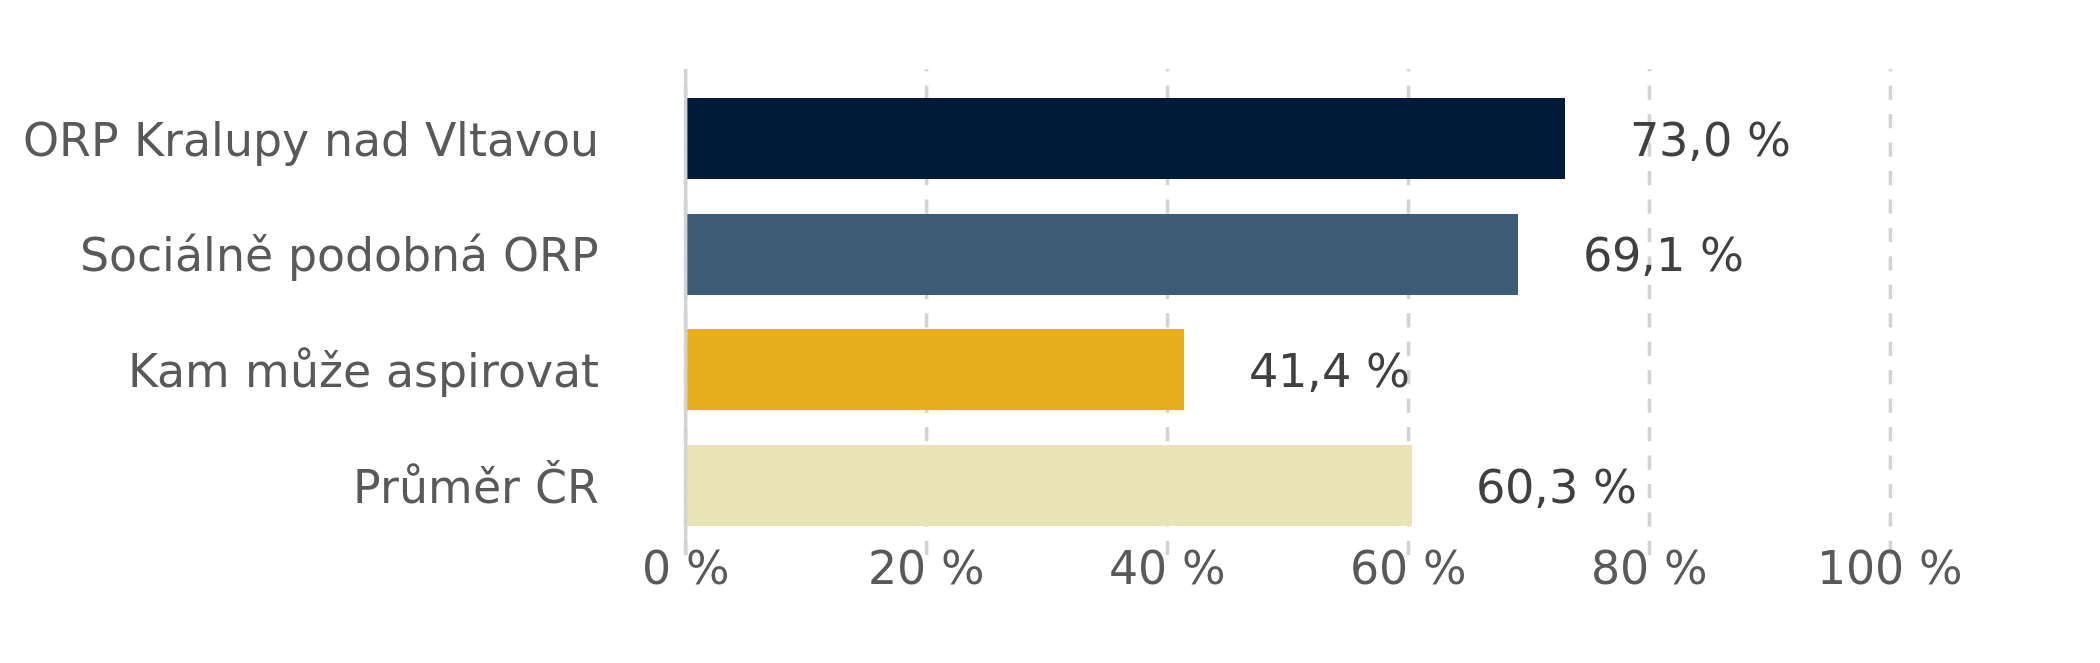 ORP Kralupy nad Vltavou 73,0 %
Sociálně podobná ORP 69,1 %
Kam může aspirovat 41,4 %
Průměr ČR 60,3 %
0 % 20 % 40 % 60 % 80 % 100 %